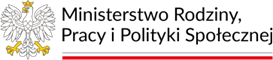 Ministerstwo Rodziny,
Pracy i Polityki Społecznej